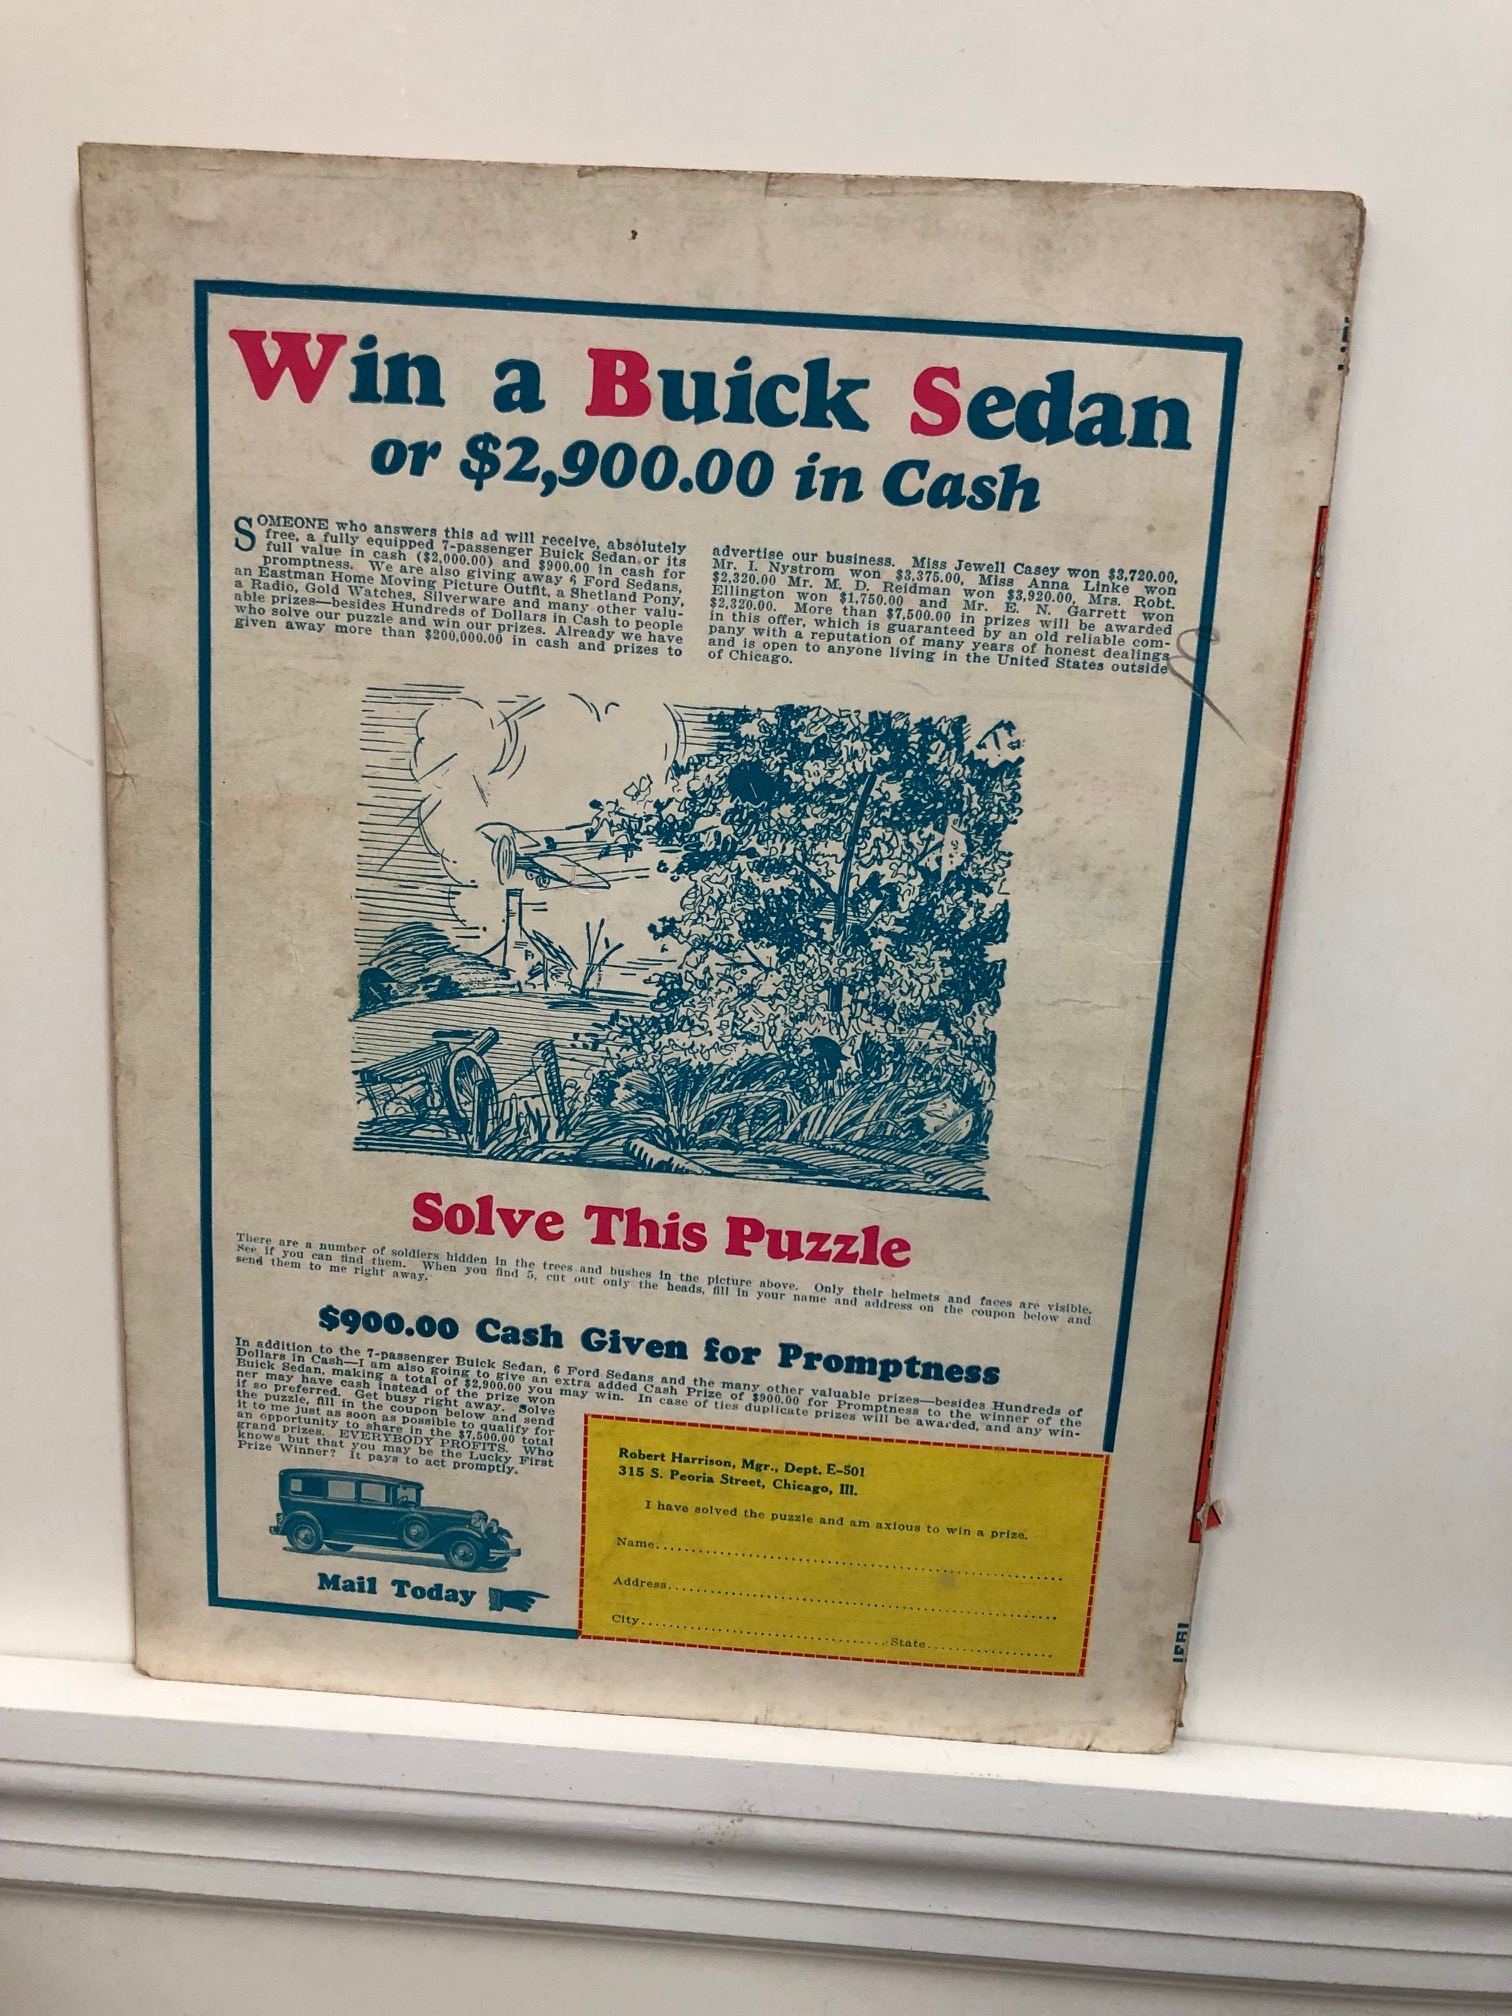 Win a Buick Sedan
or $2,900.00 in Cash
SOMEONE who answers this ad will receive, absolutely
free, a fully equipped 7-passenger Buick Sedan, or its
full value in cash ($2,000.00) and $900.00 in cash for
promptness. We are also giving away 6 Ford Sedans,
an Eastman Home Moving Picture Outfit, a Shetland Pony,
a Radio, Gold Watches, Silverware and many other valu-
able prizes—besides Hundreds of Dollars in Cash to people
who solve our puzzle and win our prizes. Already we have
given away more than $200,000.00 in cash and prizes to
advertise our business. Miss Jewell Casey won $3,720.00,
Mr. I. Nystrom won $3,375.00, Miss Anna Linke won
$2,320.00 Mr. M. D. Reidman won $3,920.00, Mrs. Robt.
Ellington won $1,750.00 and Mr. E. N. Garrett won
$2,320.00. More than $7,500.00 in prizes will be awarded
in this offer, which is guaranteed by an old reliable com-
pany with a reputation of many years of honest dealings
and is open to anyone living in the United States outside
of Chicago.
Solve This Puzzle
There are a number of soldiers hidden in the trees and bushes in the picture above. Only their helmets and faces are visible.
See if you can find them. When you find 5, cut out only the heads, fill in your name and address on the coupon below and
send them to me right away.
$900.00 Cash Given for Promptness
In addition to the 7-passenger Buick Sedan, 6 Ford Sedans and the many other valuable prizes—besides Hundreds of
Dollars in Cash—I am also going to give an extra added Cash Prize of $900.00 for Promptness to the winner of the
Buick Sedan, making a total of $2,900.00 you may win. In case of ties duplicate prizes will be awarded, and any win-
ner may have cash instead of the prize won
if so preferred. Get busy right away. Solve
the puzzle, fill in the coupon below and send
it to me just as soon as possible to qualify for
an opportunity to share in the $7,500.00 total
grand prizes. EVERYBODY PROFITS. Who
knows but that you may be the Lucky First
Prize Winner? It pays to act promptly.
Mail Today
Robert Harrison, Mgr., Dept. E-501
315 S. Peoria Street, Chicago, Ill.
I have solved the puzzle and am axious to win a prize.
Name
Address
City State
1931